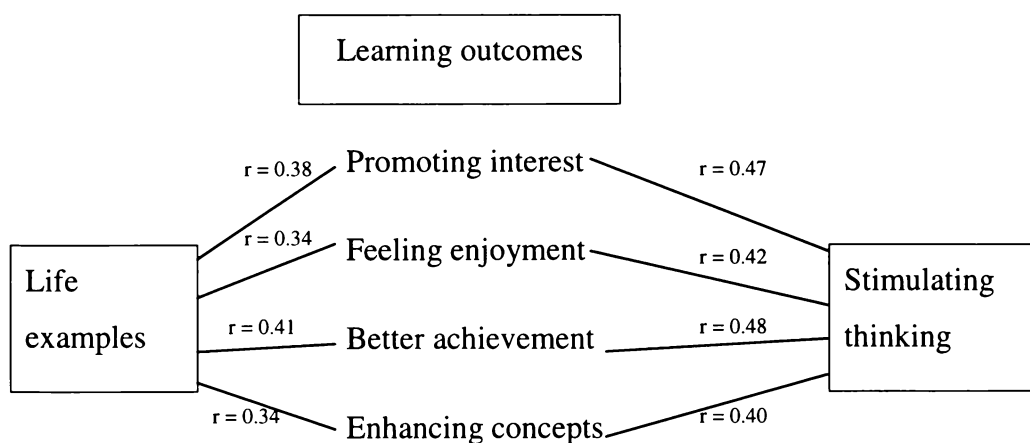 Learning outcomes
r = 0.38
Promoting interest
r = 0.47
r = 0.34
Feeling enjoyment
r = 0.42
Life
examples
Stimulating
thinking
r = 0.41
Better achievement
r = 0.48
r = 0.34
Enhancing concepts
r = 0.40